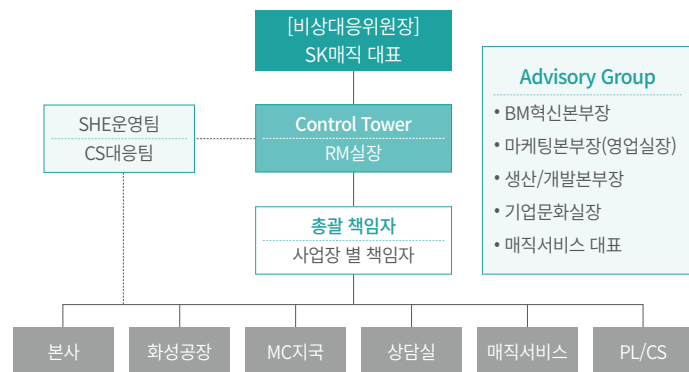 [비상대응위원장]
SK매직 대표
SHE운영팀
CS대응팀
Control Tower
RM실장
총괄 책임자
사업장 별 책임자
Advisory Group
• BM혁신본부장
• 마케팅본부장(영업실장)
• 생산/개발본부장
• 기업문화실장
• 매직서비스 대표
본사
화성공장
MC지국
상담실
매직서비스
PL/CS